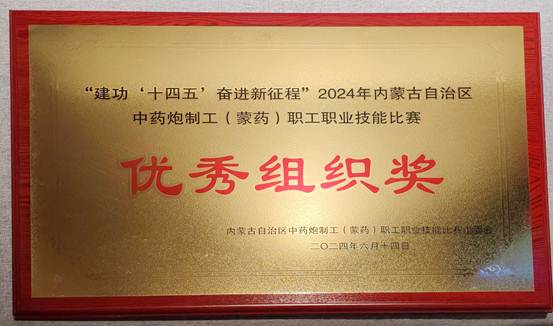 “建功‘十四五’奋进新征程”2024年内蒙古自治区
中药炮制工（蒙药）职工职业技能比赛
优秀组织奖
内蒙古自治区中药炮制工（蒙药）职工职业技能比赛组委会
二〇二四年六月十四日